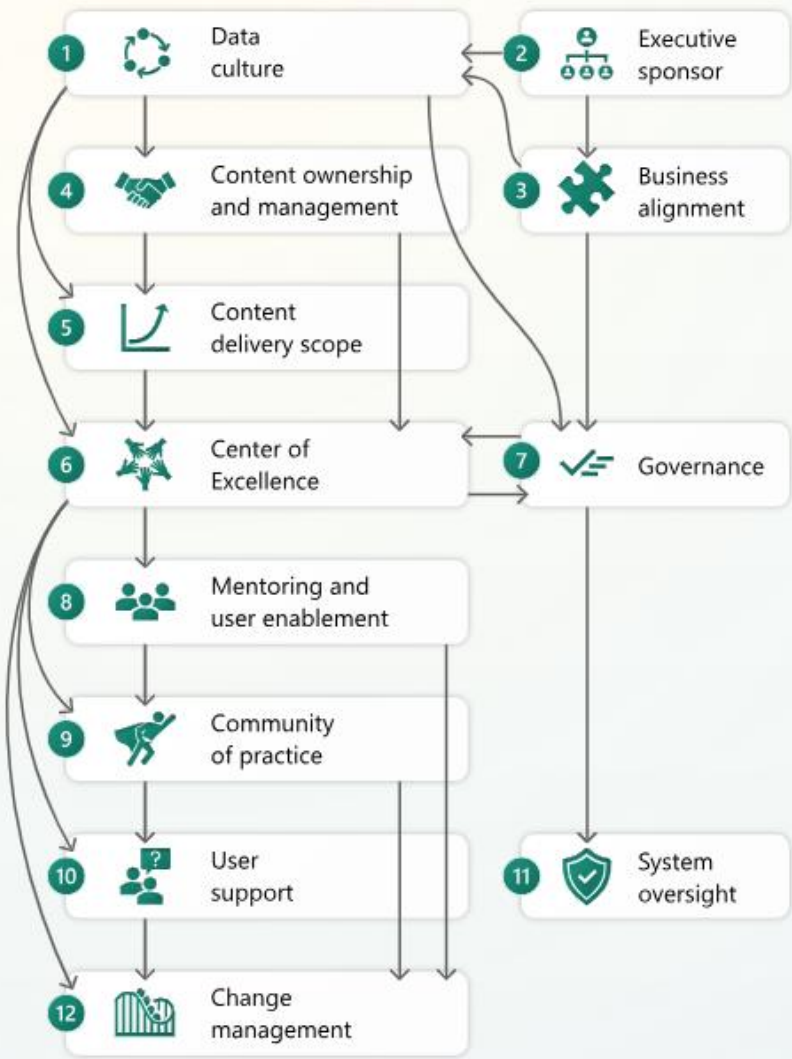 1
Data
culture
2
Executive
sponsor
4
Content ownership
and management
3
Business
alignment
5
Content
delivery scope
6
Center of
Excellence
7
Governance
8
Mentoring and
user enablement
9
Community
of practice
10
?
User
support
11
System
oversight
12
Change
management